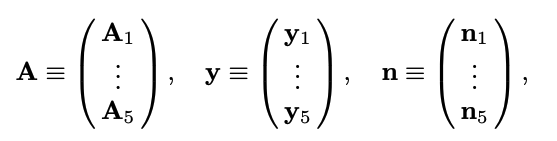 A ≡ ( A₁ ⋮ A₅ ) , y ≡ ( y₁ ⋮ y₅ ) , n ≡ ( n₁ ⋮ n₅ ) ,